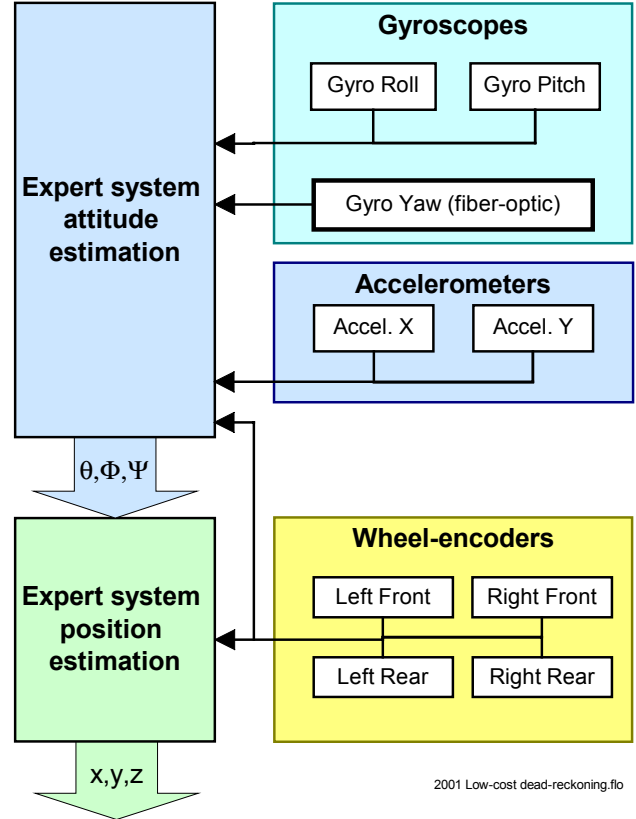 Gyroscopes
Gyro Roll
Gyro Pitch
Gyro Yaw (fiber-optic)
Expert system
attitude
estimation
Accelerometers
Accel. X
Accel. Y
θ,Φ,Ψ
Wheel-encoders
Left Front
Right Front
Left Rear
Right Rear
Expert system
position
estimation
x,y,z
2001 Low-cost dead-reckoning.flo